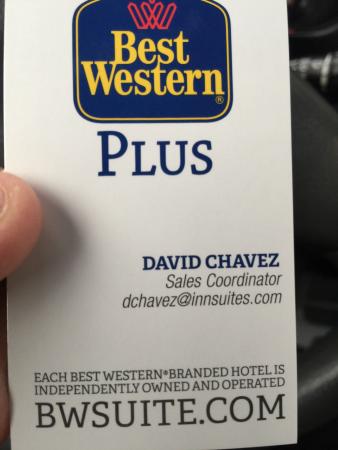 Best
Western®
PLUS
DAVID CHAVEZ
Sales Coordinator
dchavez@innsuites.com
EACH BEST WESTERN® BRANDED HOTEL IS
INDEPENDENTLY OWNED AND OPERATED
BWSUITE.COM